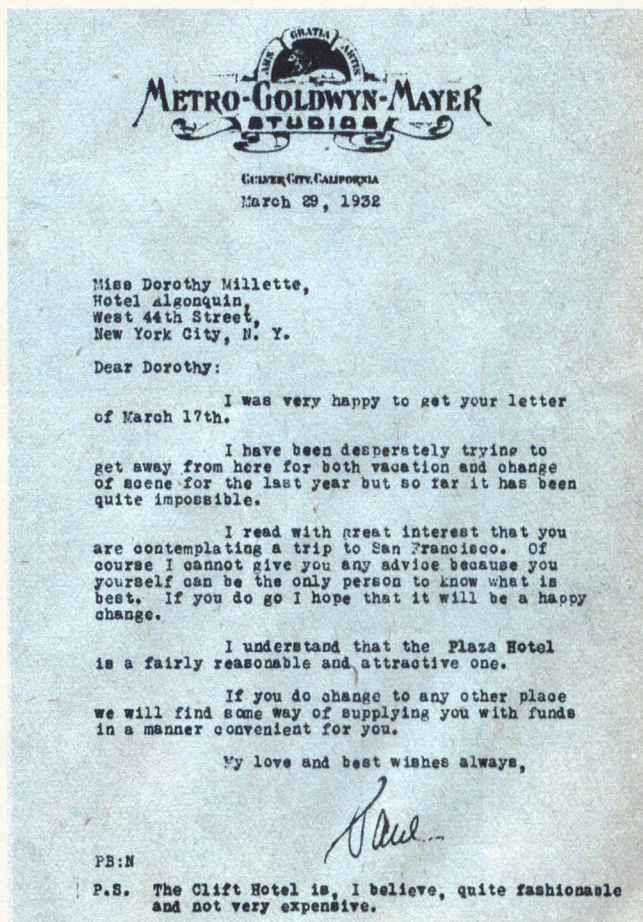 ARS GRATIA ARTIS
METRO-GOLDWYN-MAYER
STUDIOS
CULVER CITY, CALIFORNIA
March 29, 1932
Miss Dorothy Millette,
Hotel Algonquin,
West 44th Street,
New York City, N. Y.
Dear Dorothy:
I was very happy to get your letter
of March 17th.
I have been desperately trying to
get away from here for both vacation and change
of scene for the last year but so far it has been
quite impossible.
I read with great interest that you
are contemplating a trip to San Francisco. Of
course I cannot give you any advice because you
yourself can be the only person to know what is
best. If you do go I hope that it will be a happy
change.
I understand that the Plaza Hotel
is a fairly reasonable and attractive one.
If you do change to any other place
we will find some way of supplying you with funds
in a manner convenient for you.
My love and best wishes always,
Paul
PB:N
P.S. The Clift Hotel is, I believe, quite fashionable
and not very expensive.